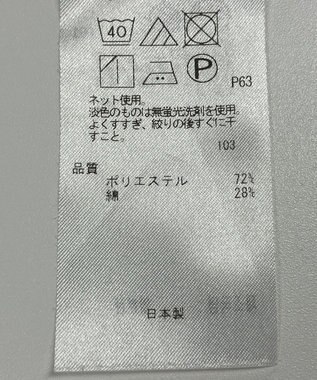 40
P
P63
ネット使用。
淡色のものは無蛍光洗剤を使用。
よくすすぎ、絞りの後すぐに干
すこと。
103
品質
ポリエステル 72%
綿 28%
日本製